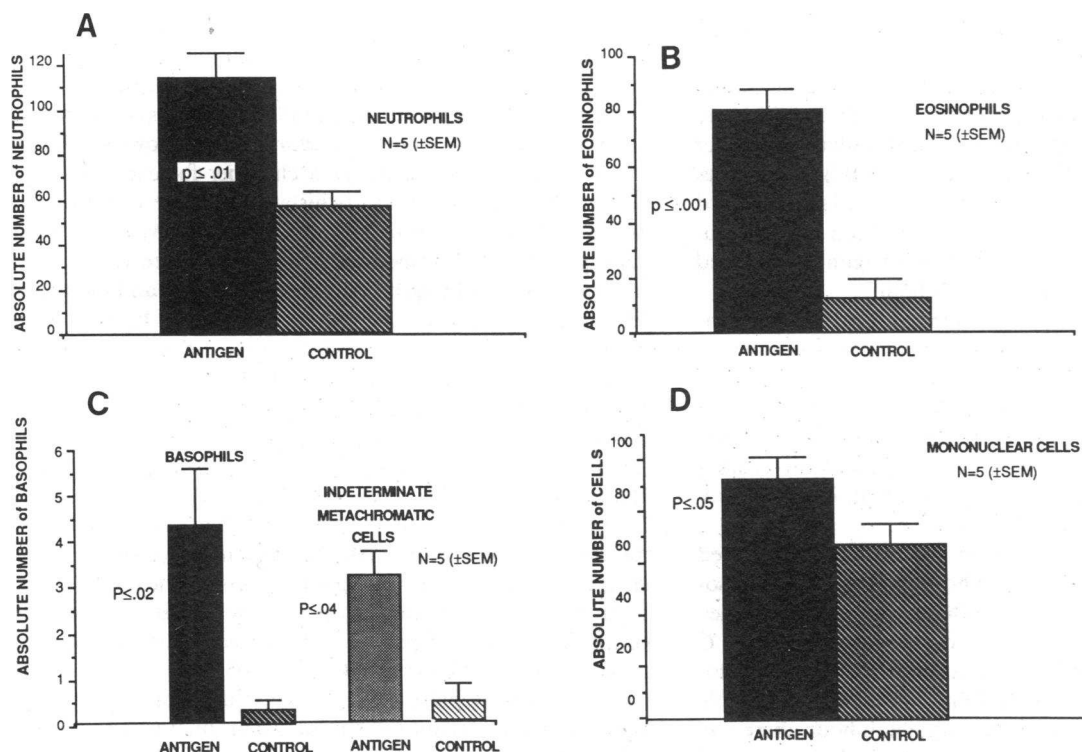 A
ABSOLUTE NUMBER of NEUTROPHILS
120
100
80
60
40
20
0
NEUTROPHILS
N=5 (±SEM)
p ≤ .01
ANTIGEN CONTROL
B
ABSOLUTE NUMBER of EOSINOPHILS
100
80
60
40
20
0
EOSINOPHILS
N=5 (±SEM)
p ≤ .001
ANTIGEN CONTROL
C
ABSOLUTE NUMBER of BASOPHILS
6
5
4
3
2
1
0
BASOPHILS
INDETERMINATE
METACHROMATIC
CELLS
N=5 (±SEM)
P≤.02
P≤.04
ANTIGEN CONTROL ANTIGEN CONTROL
D
ABSOLUTE NUMBER of CELLS
100
80
60
40
20
0
MONONUCLEAR CELLS
N=5 (±SEM)
P≤.05
ANTIGEN CONTROL